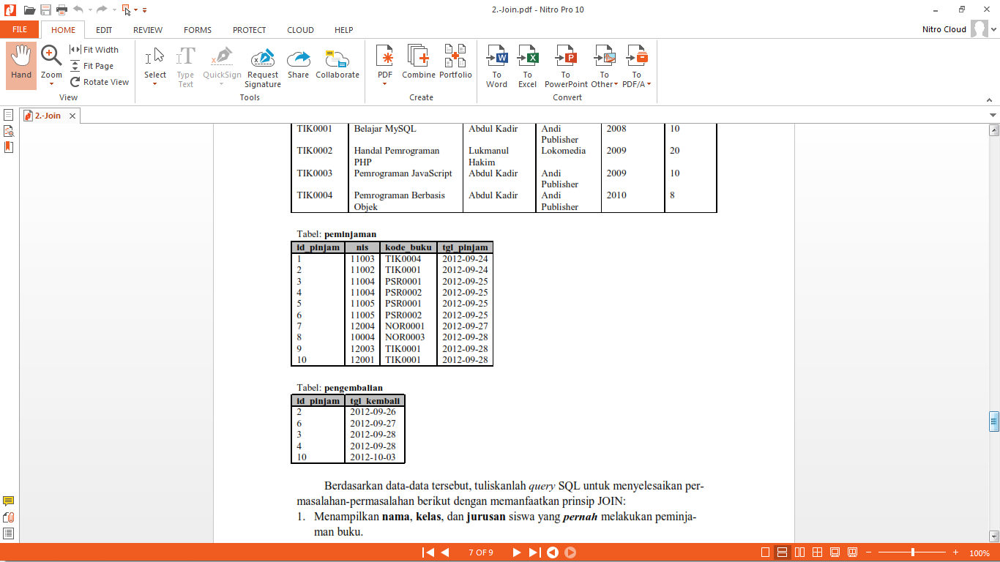 2.-Join.pdf - Nitro Pro 10
FILE HOME EDIT REVIEW FORMS PROTECT CLOUD HELP Nitro Cloud
Hand
Zoom
Fit Width
Fit Page
Rotate View
View
Select
Type Text
QuickSign
Request Signature
Share
Collaborate
Tools
PDF
Combine
Portfolio
Create
To Word
To Excel
To PowerPoint
To Other
To PDF/A
Convert
2.-Join
TIK0001 Belajar MySQL Abdul Kadir Andi Publisher 2008 10
TIK0002 Handal Pemrograman PHP Lukmanul Hakim Lokomedia 2009 20
TIK0003 Pemrograman JavaScript Abdul Kadir Andi Publisher 2009 10
TIK0004 Pemrograman Berbasis Objek Abdul Kadir Andi Publisher 2010 8
Tabel: peminjaman
id_pinjam nis kode_buku tgl_pinjam
1 11003 TIK0004 2012-09-24
2 11002 TIK0001 2012-09-24
3 11004 PSR0001 2012-09-25
4 11004 PSR0002 2012-09-25
5 11005 PSR0001 2012-09-25
6 11005 PSR0002 2012-09-25
7 12004 NOR0001 2012-09-27
8 10004 NOR0003 2012-09-28
9 12003 TIK0001 2012-09-28
10 12001 TIK0001 2012-09-28
Tabel: pengembalian
id_pinjam tgl_kembali
2 2012-09-26
6 2012-09-27
3 2012-09-28
4 2012-09-28
10 2012-10-03
Berdasarkan data-data tersebut, tuliskanlah query SQL untuk menyelesaikan per-
masalahan-permasalahan berikut dengan memanfaatkan prinsip JOIN:
1. Menampilkan nama, kelas, dan jurusan siswa yang pernah melakukan peminja-
man buku.
7 OF 9
100%